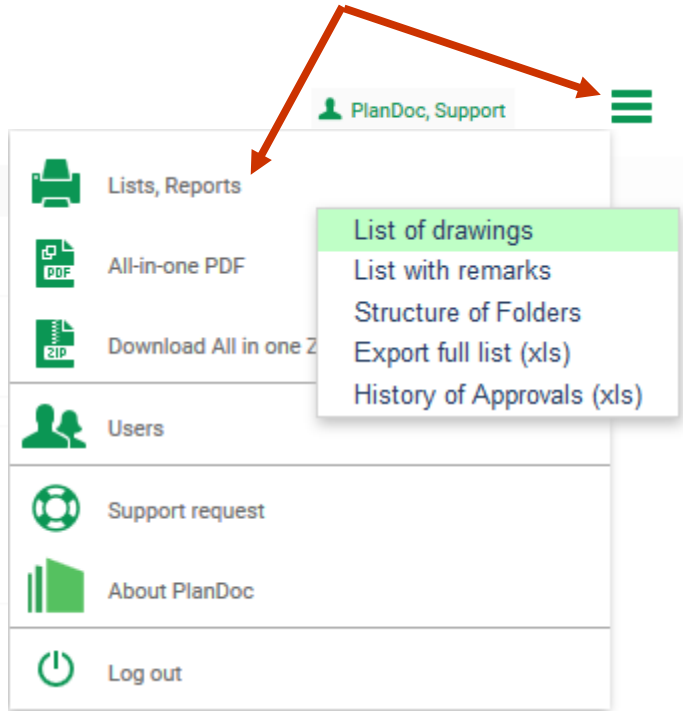 PlanDoc, Support
Lists, Reports
List of drawings
List with remarks
Structure of Folders
Export full list (xls)
History of Approvals (xls)
All-in-one PDF
PDF
Download All in one Z
ZIP
Users
Support request
About PlanDoc
Log out